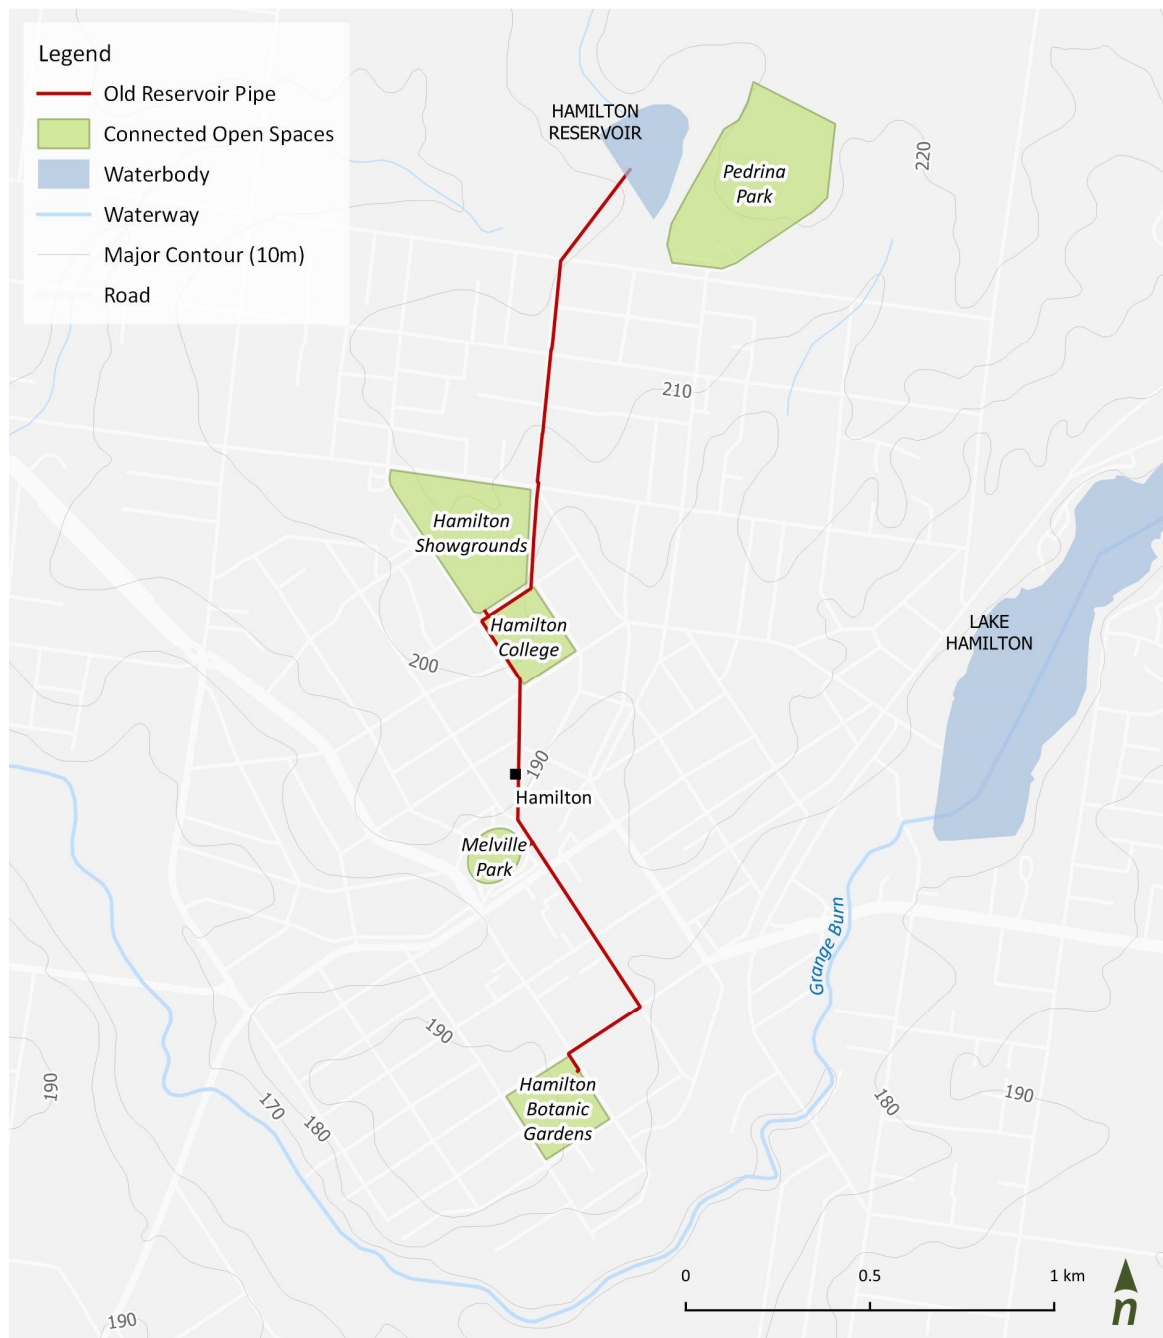 Legend
Old Reservoir Pipe
Connected Open Spaces
Waterbody
Waterway
Major Contour (10m)
Road
HAMILTON
RESERVOIR
Pedrina
Park
220
210
Hamilton
Showgrounds
Hamilton
College
200
LAKE
HAMILTON
190
Hamilton
Melville
Park
Grange Burn
190
Hamilton
Botanic
Gardens
190
170
180
180
190
190
0
0.5
1 km
n